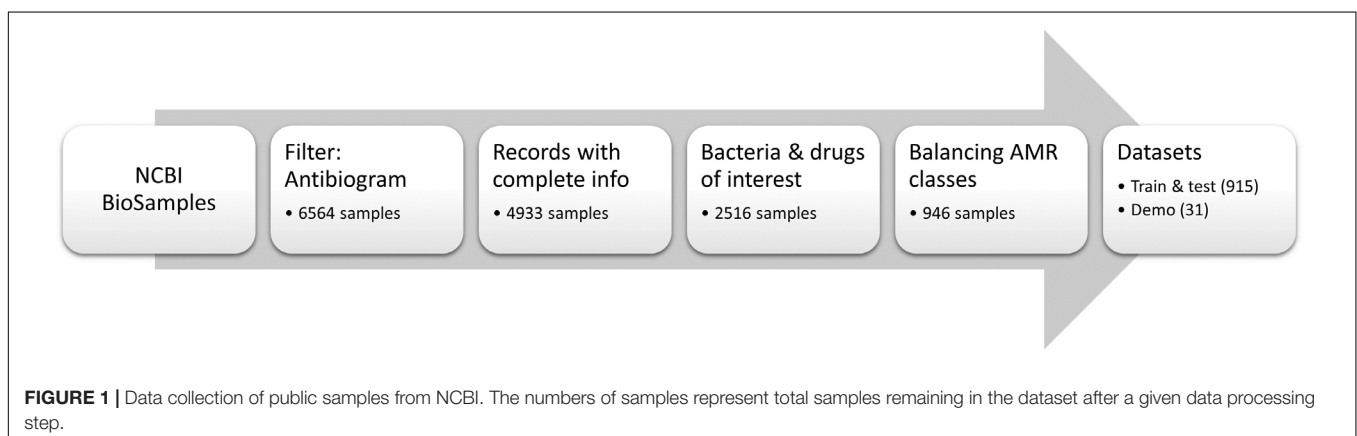 NCBI
BioSamples
Filter:
Antibiogram
• 6564 samples
Records with
complete info
• 4933 samples
Bacteria & drugs
of interest
• 2516 samples
Balancing AMR
classes
• 946 samples
Datasets
• Train & test (915)
• Demo (31)
FIGURE 1 | Data collection of public samples from NCBI. The numbers of samples represent total samples remaining in the dataset after a given data processing
step.